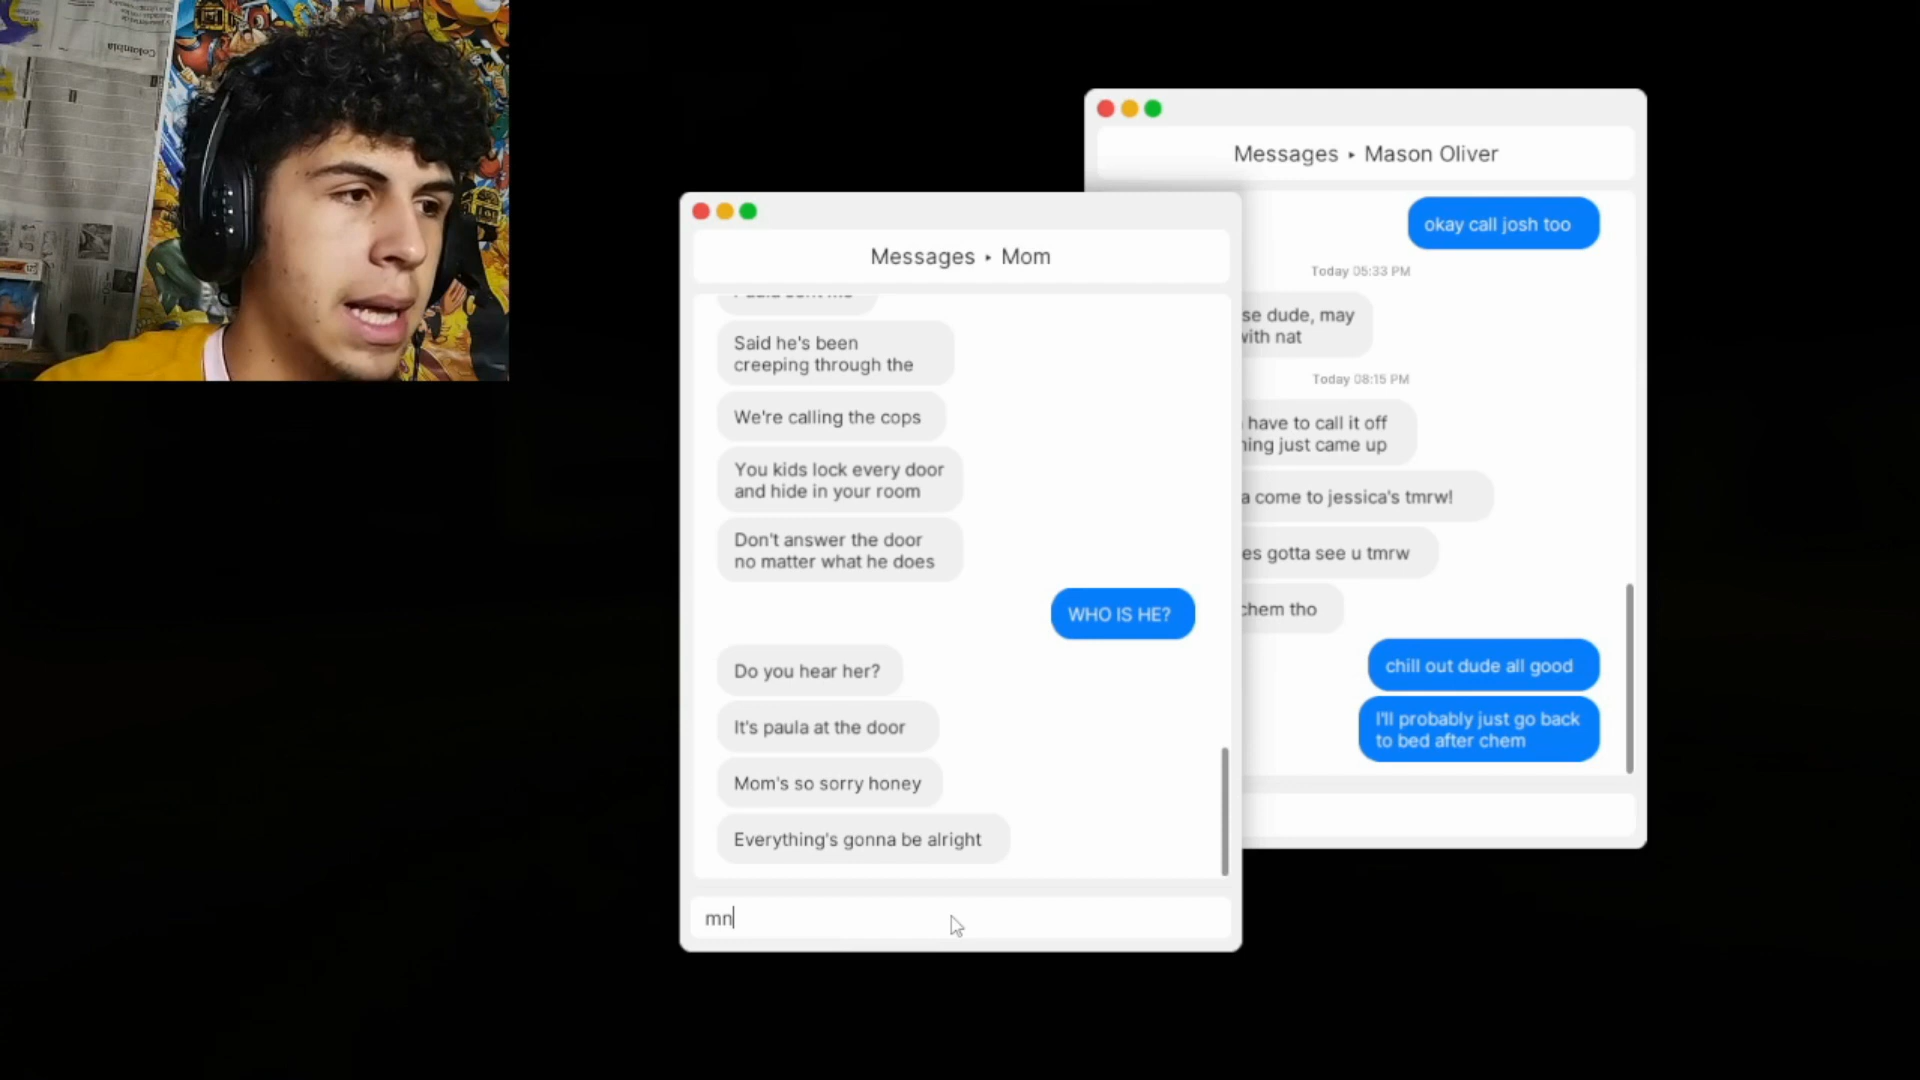 Colombia
Messages ▸ Mason Oliver
okay call josh too
Today 05:33 PM
se dude, may
with nat
Today 08:15 PM
have to call it off
ning just came up
a come to jessica's tmrw!
es gotta see u tmrw
chem tho
chill out dude all good
I'll probably just go back
to bed after chem
Messages ▸ Mom
Said he's been
creeping through the
We're calling the cops
You kids lock every door
and hide in your room
Don't answer the door
no matter what he does
WHO IS HE?
Do you hear her?
It's paula at the door
Mom's so sorry honey
Everything's gonna be alright
mn